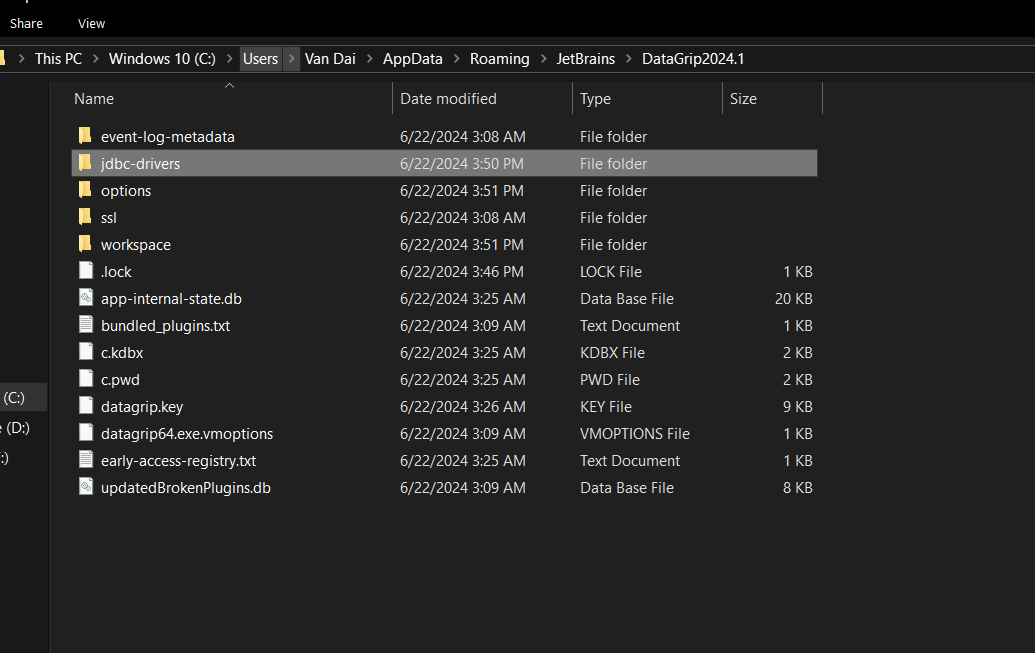 Share View
This PC Windows 10 (C:) Users Van Dai AppData Roaming JetBrains DataGrip2024.1
Name Date modified Type Size
event-log-metadata 6/22/2024 3:08 AM File folder
jdbc-drivers 6/22/2024 3:50 PM File folder
options 6/22/2024 3:51 PM File folder
ssl 6/22/2024 3:08 AM File folder
workspace 6/22/2024 3:51 PM File folder
.lock 6/22/2024 3:46 PM LOCK File 1 KB
app-internal-state.db 6/22/2024 3:25 AM Data Base File 20 KB
bundled_plugins.txt 6/22/2024 3:09 AM Text Document 1 KB
c.kdbx 6/22/2024 3:25 AM KDBX File 2 KB
c.pwd 6/22/2024 3:25 AM PWD File 2 KB
(C:)
datagrip.key 6/22/2024 3:26 AM KEY File 9 KB
(D:)
datagrip64.exe.vmoptions 6/22/2024 3:09 AM VMOPTIONS File 1 KB
:)
early-access-registry.txt 6/22/2024 3:25 AM Text Document 1 KB
updatedBrokenPlugins.db 6/22/2024 3:09 AM Data Base File 8 KB